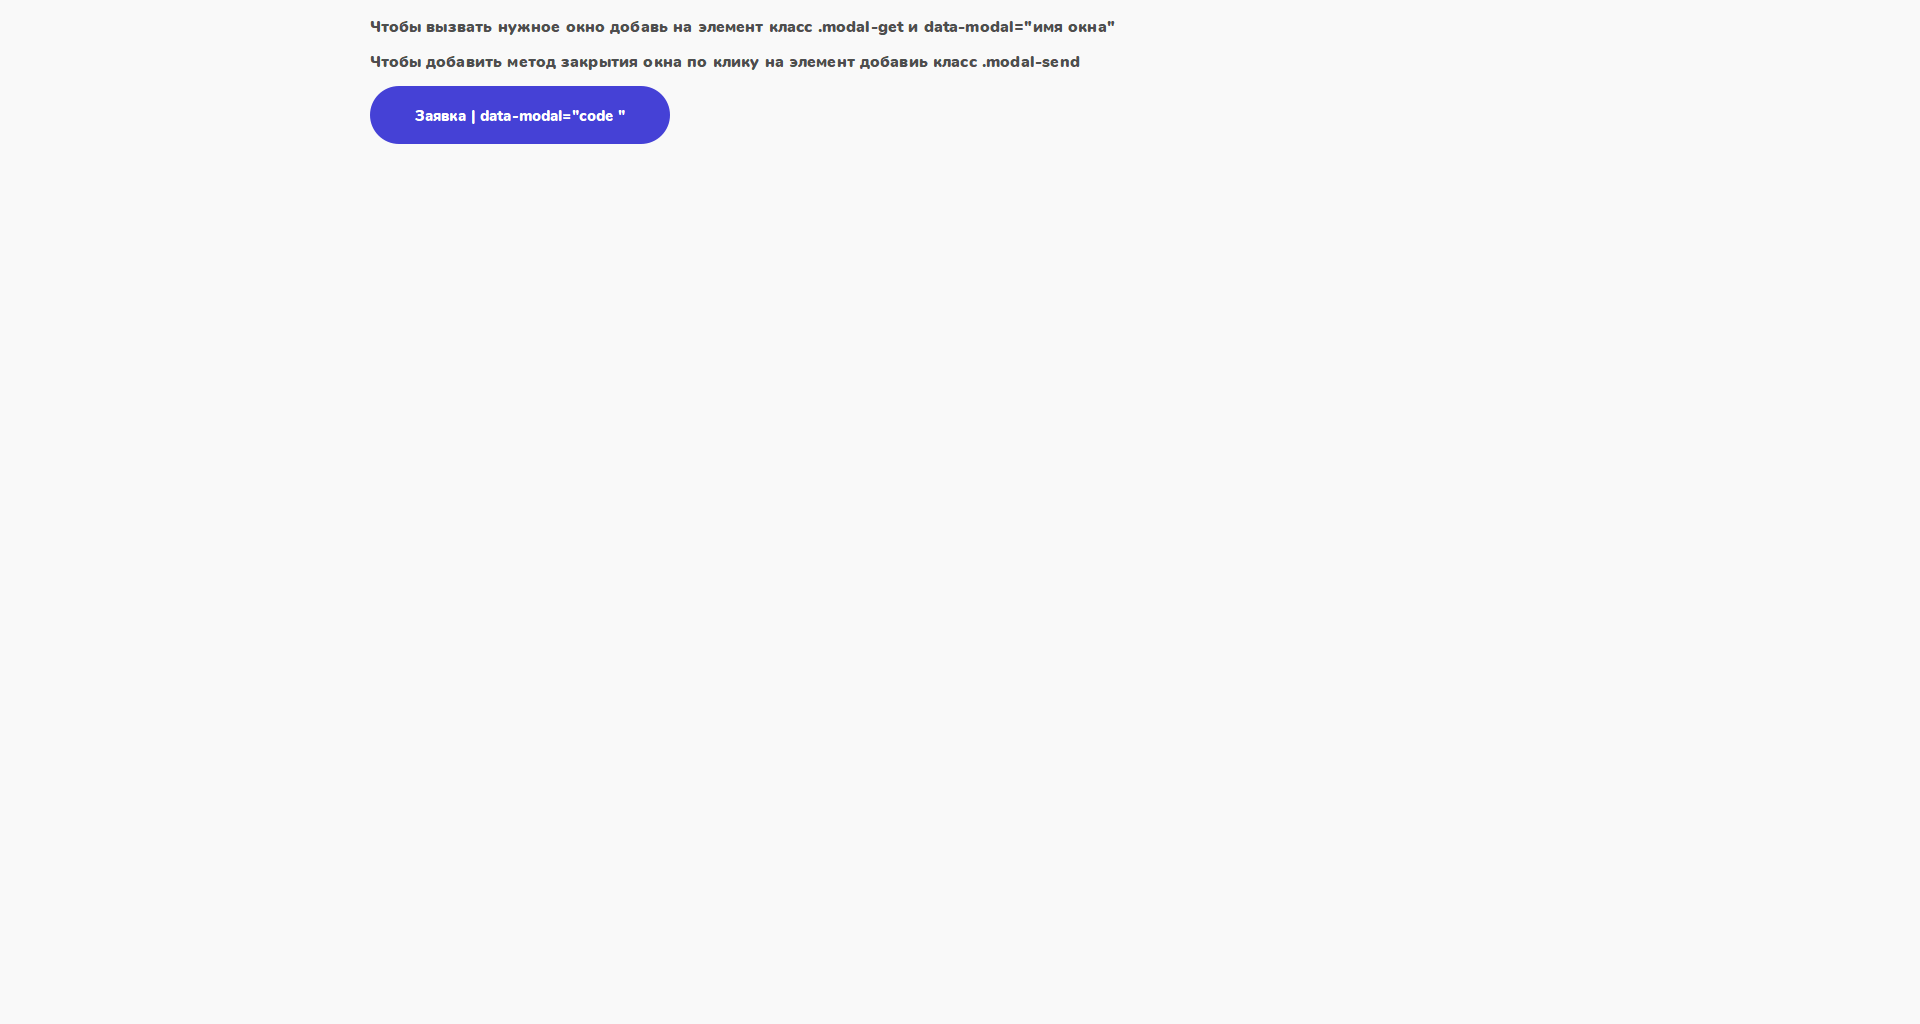 Чтобы вызвать нужное окно добавь на элемент класс .modal-get и data-modal="имя окна"
Чтобы добавить метод закрытия окна по клику на элемент добавиь класс .modal-send
Заявка | data-modal="code "